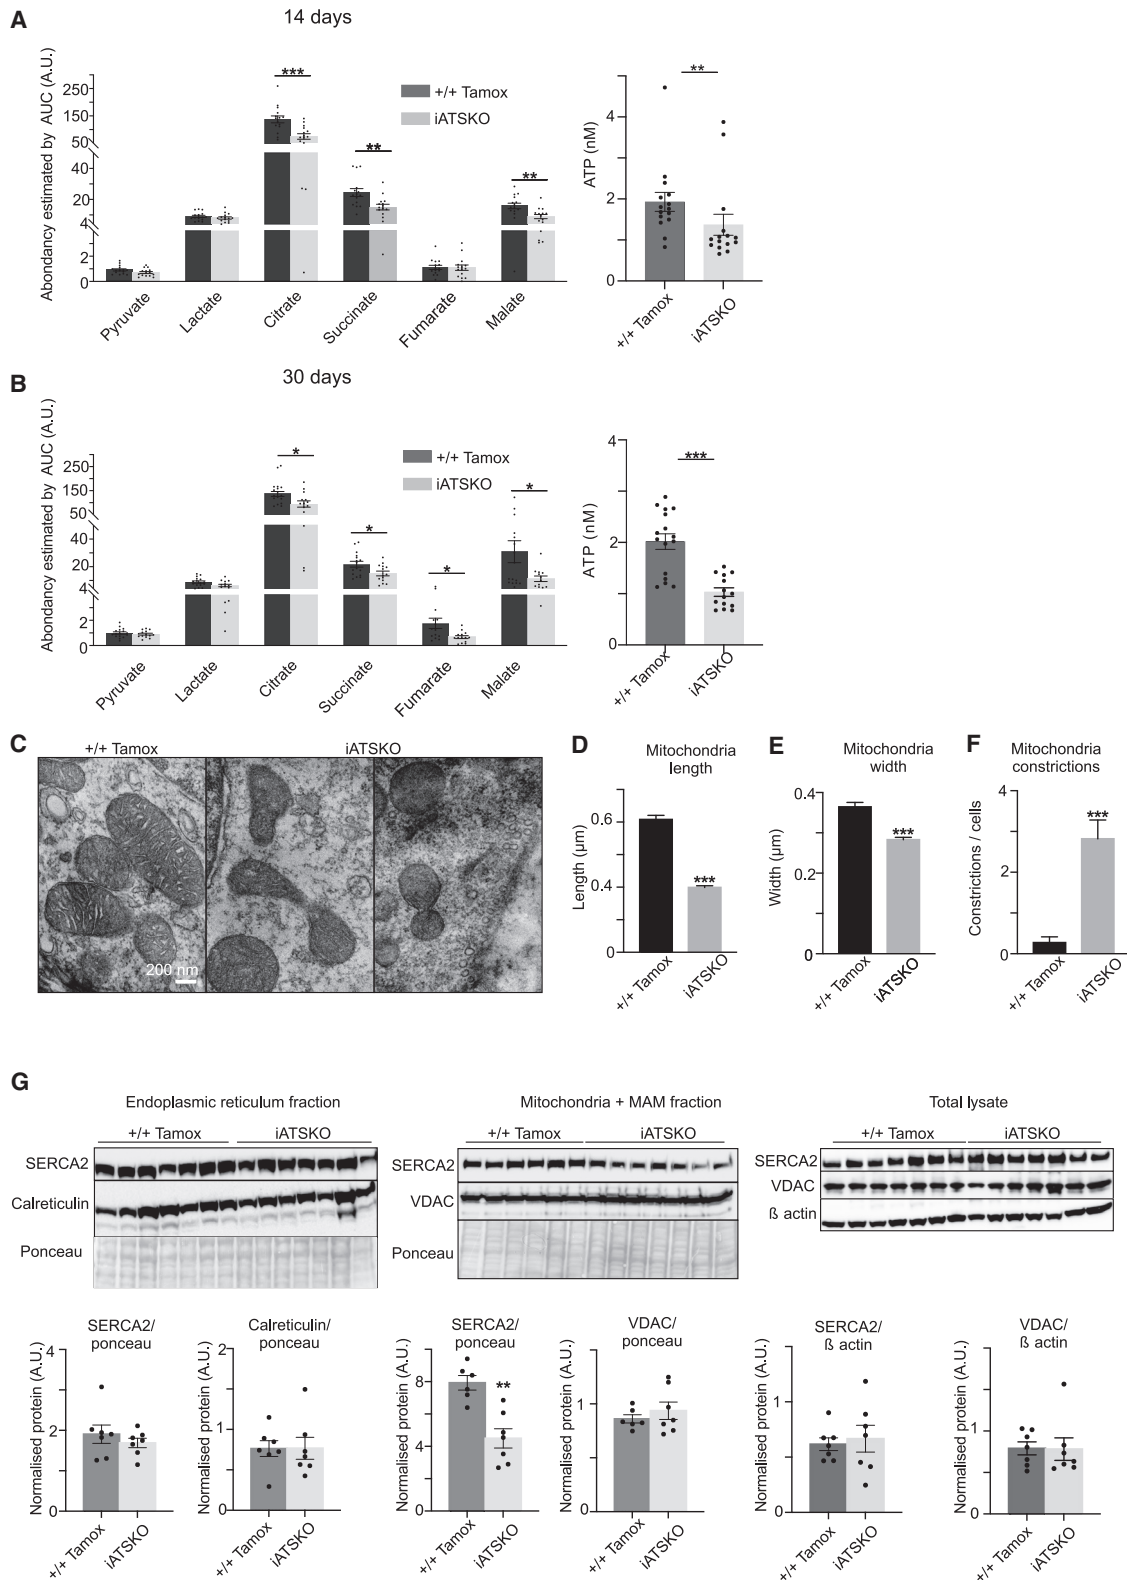 A
14 days
Abondancy estimated by AUC (A.U.)
250
150
50
40
20
4
2
0
***
**
**
+/+ Tamox
iATSKO
Pyruvate
Lactate
Citrate
Succinate
Fumarate
Malate
ATP (nM)
4
2
0
**
+/+ Tamox
iATSKO
B
30 days
Abondancy estimated by AUC (A.U.)
250
150
50
40
20
4
2
0
*
*
*
*
+/+ Tamox
iATSKO
Pyruvate
Lactate
Citrate
Succinate
Fumarate
Malate
ATP (nM)
4
2
0
***
+/+ Tamox
iATSKO
C
+/+ Tamox
iATSKO
200 nm
D
Mitochondria
length
Length (µm)
0.6
0.4
0
***
+/+ Tamox
iATSKO
E
Mitochondria
width
Width (µm)
0.4
0.2
0
***
+/+ Tamox
iATSKO
F
Mitochondria
constrictions
Constrictions / cells
4
2
0
***
+/+ Tamox
iATSKO
G
Endoplasmic reticulum fraction
+/+ Tamox
iATSKO
SERCA2
Calreticulin
Ponceau
Mitochondria + MAM fraction
+/+ Tamox
iATSKO
SERCA2
VDAC
Ponceau
Total lysate
+/+ Tamox
iATSKO
SERCA2
VDAC
ß actin
SERCA2/
ponceau
Normalised protein (A.U.)
4
2
0
+/+ Tamox
iATSKO
Calreticulin/
ponceau
Normalised protein (A.U.)
2
1
0
+/+ Tamox
iATSKO
SERCA2/
ponceau
Normalised protein (A.U.)
8
4
0
**
+/+ Tamox
iATSKO
VDAC/
ponceau
Normalised protein (A.U.)
1
0
+/+ Tamox
iATSKO
SERCA2/
ß actin
Normalised protein (A.U.)
1
0
+/+ Tamox
iATSKO
VDAC/
ß actin
Normalised protein (A.U.)
1
0
+/+ Tamox
iATSKO